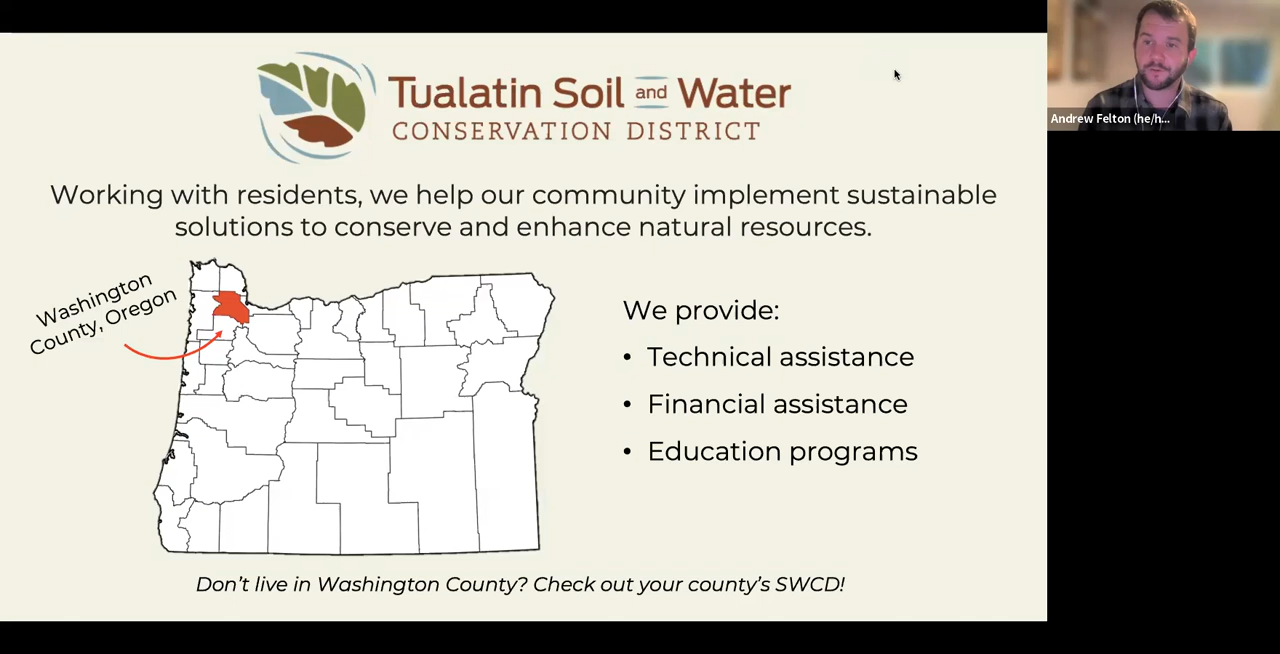 Tualatin Soil and Water
CONSERVATION DISTRICT
Working with residents, we help our community implement sustainable
solutions to conserve and enhance natural resources.
Washington
County, Oregon
We provide:
• Technical assistance
• Financial assistance
• Education programs
Don't live in Washington County? Check out your county's SWCD!
Andrew Felton (he/h...